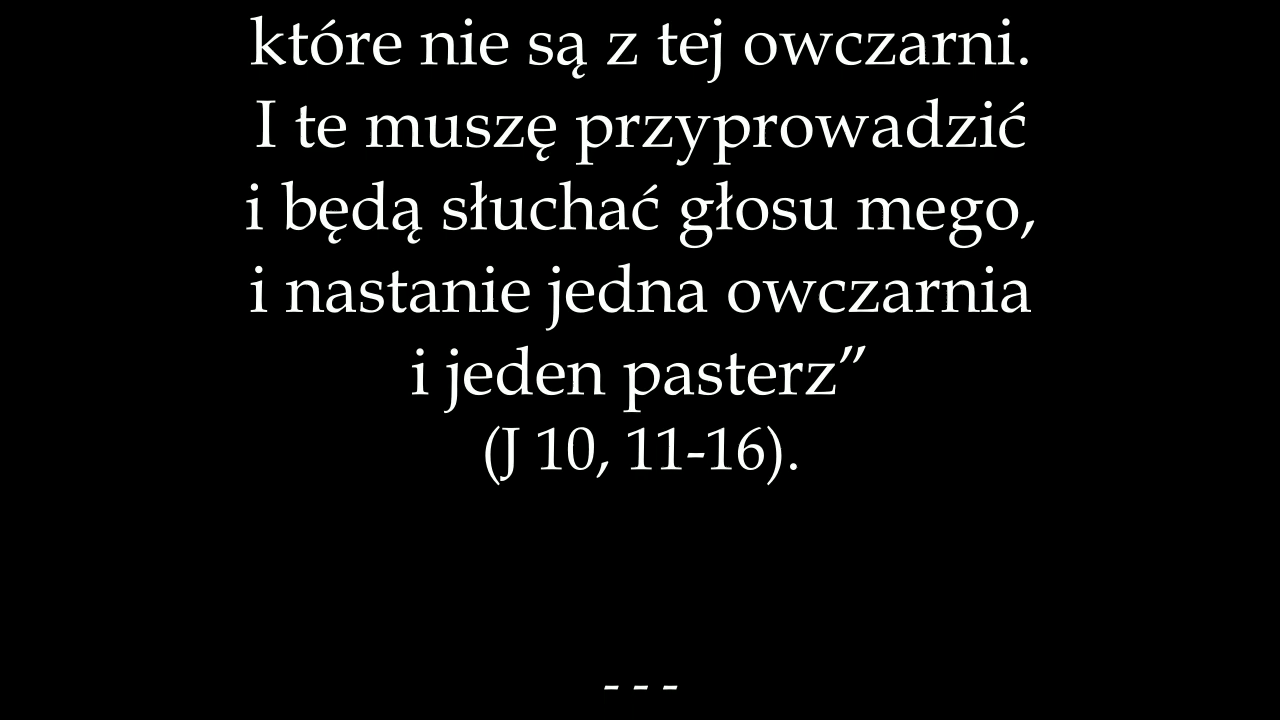 które nie są z tej owczarni.
I te muszę przyprowadzić
i będą słuchać głosu mego,
i nastanie jedna owczarnia
i jeden pasterz”
(J 10, 11-16).
- - -